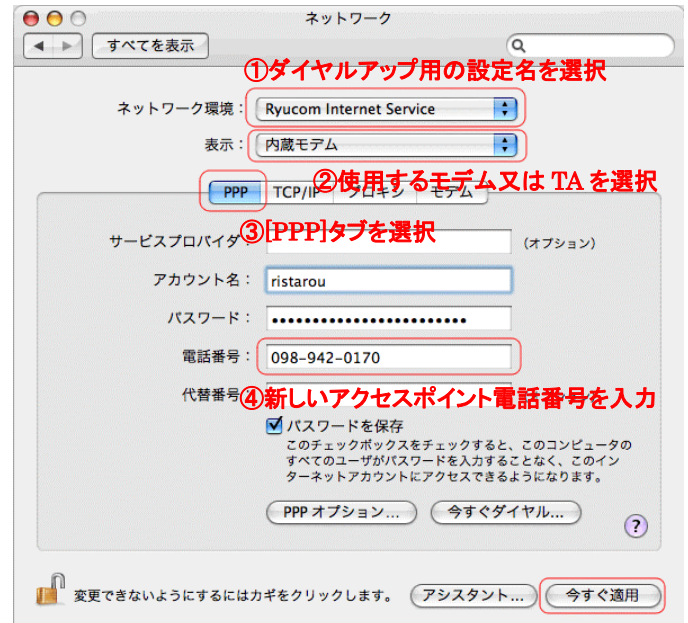 ネットワーク
すべてを表示
①ダイヤルアップ用の設定名を選択
ネットワーク環境： Ryucom Internet Service
表示： 内蔵モデム
②使用するモデム又は TA を選択
PPP TCP/IP プロキシ モデム
③[PPP]タブを選択
サービスプロバイダ： （オプション）
アカウント名： ristarou
パスワード： ••••••••••••••••••••••••
電話番号： 098-942-0170
代替番号
④新しいアクセスポイント電話番号を入力
パスワードを保存
このチェックボックスをチェックすると、このコンピュータの
すべてのユーザがパスワードを入力することなく、このイン
ターネットアカウントにアクセスできるようになります。
PPP オプション... 今すぐダイヤル...
?
変更できないようにするにはカギをクリックします。 アシスタント... 今すぐ適用